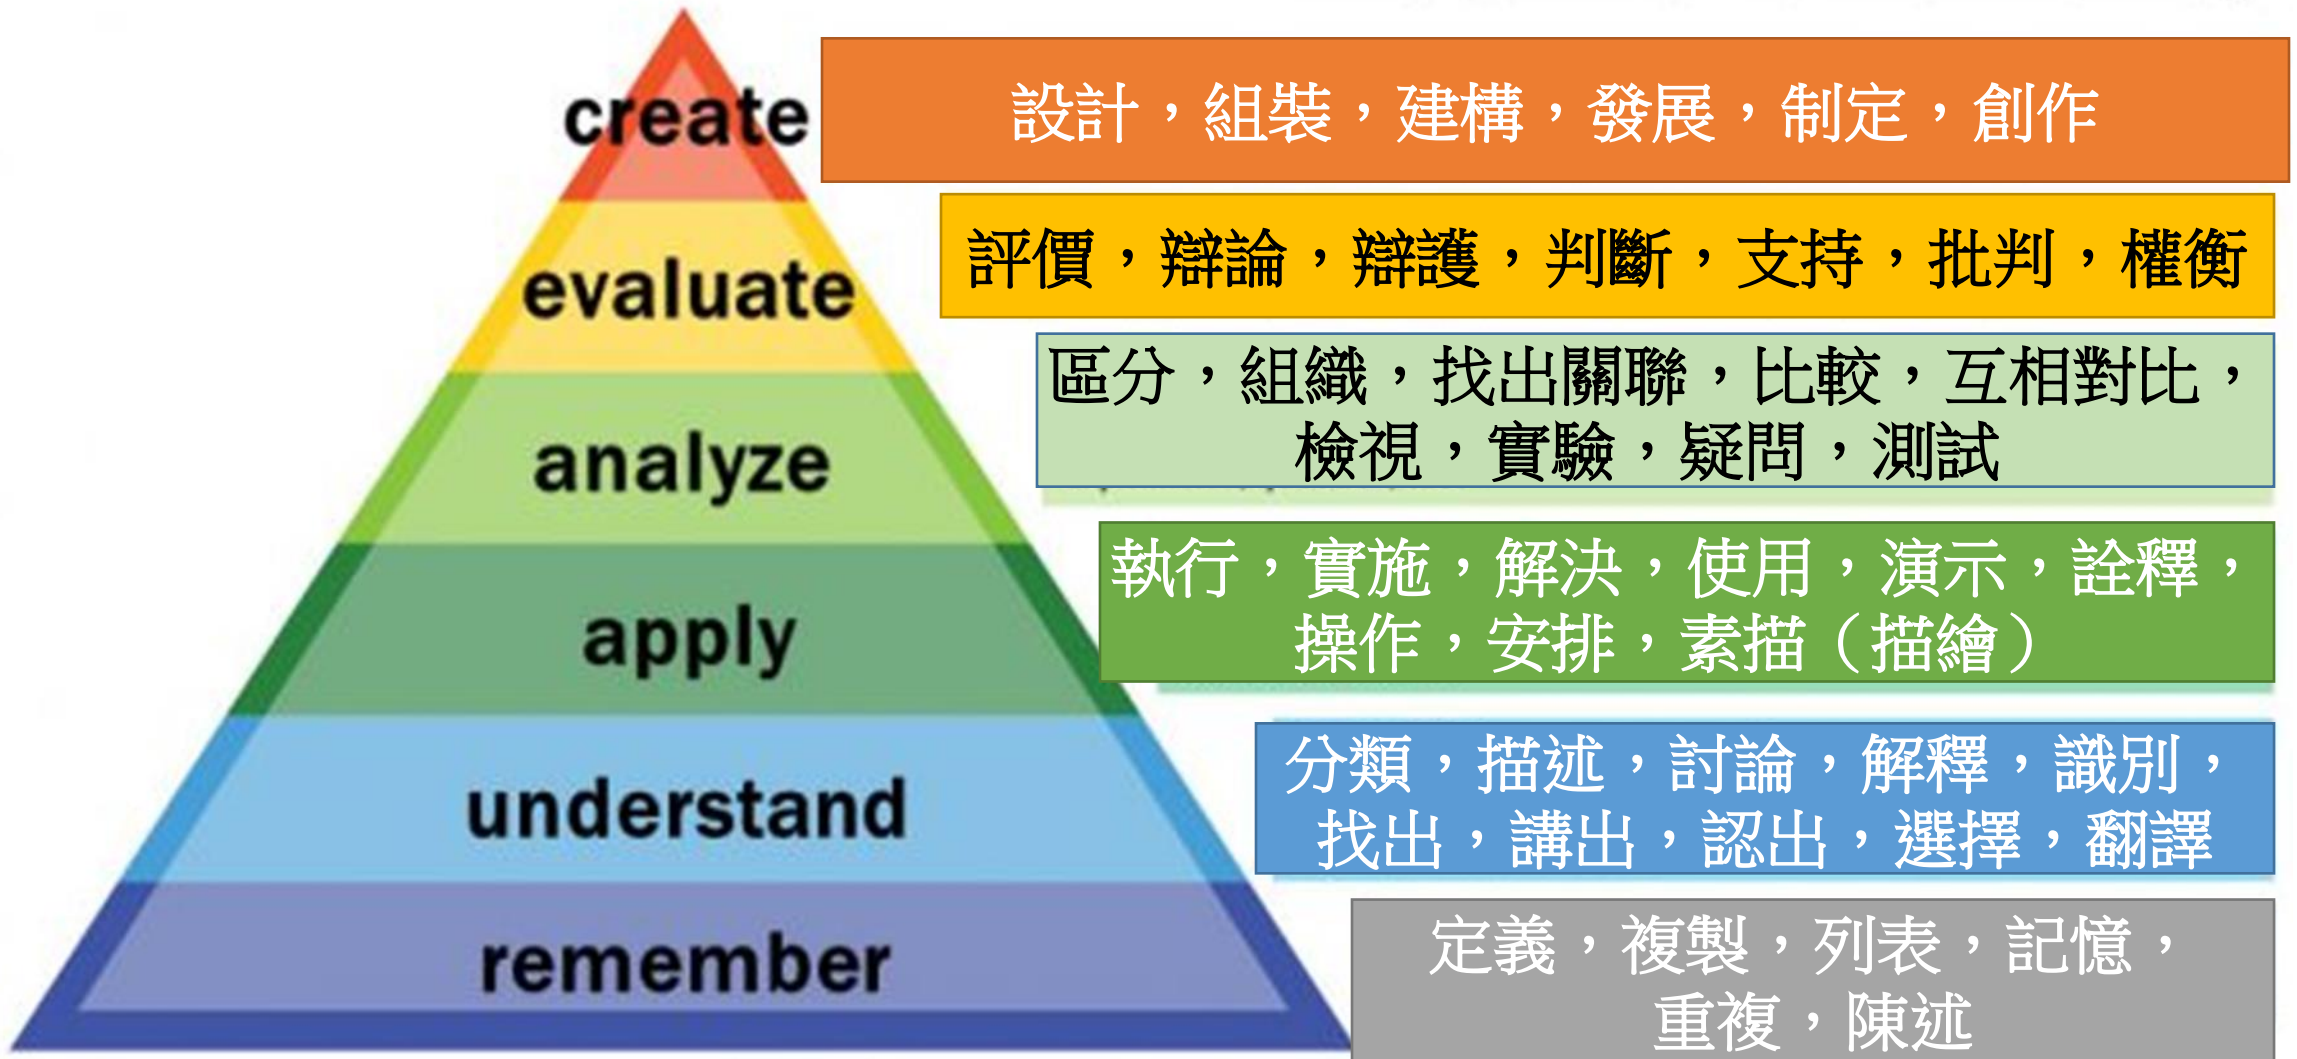 create
設計，組裝，建構，發展，制定，創作
evaluate
評價，辯論，辯護，判斷，支持，批判，權衡
analyze
區分，組織，找出關聯，比較，互相對比，
檢視，實驗，疑問，測試
apply
執行，實施，解決，使用，演示，詮釋，
操作，安排，素描（描繪）
understand
分類，描述，討論，解釋，識別，
找出，講出，認出，選擇，翻譯
remember
定義，複製，列表，記憶，
重複，陳述